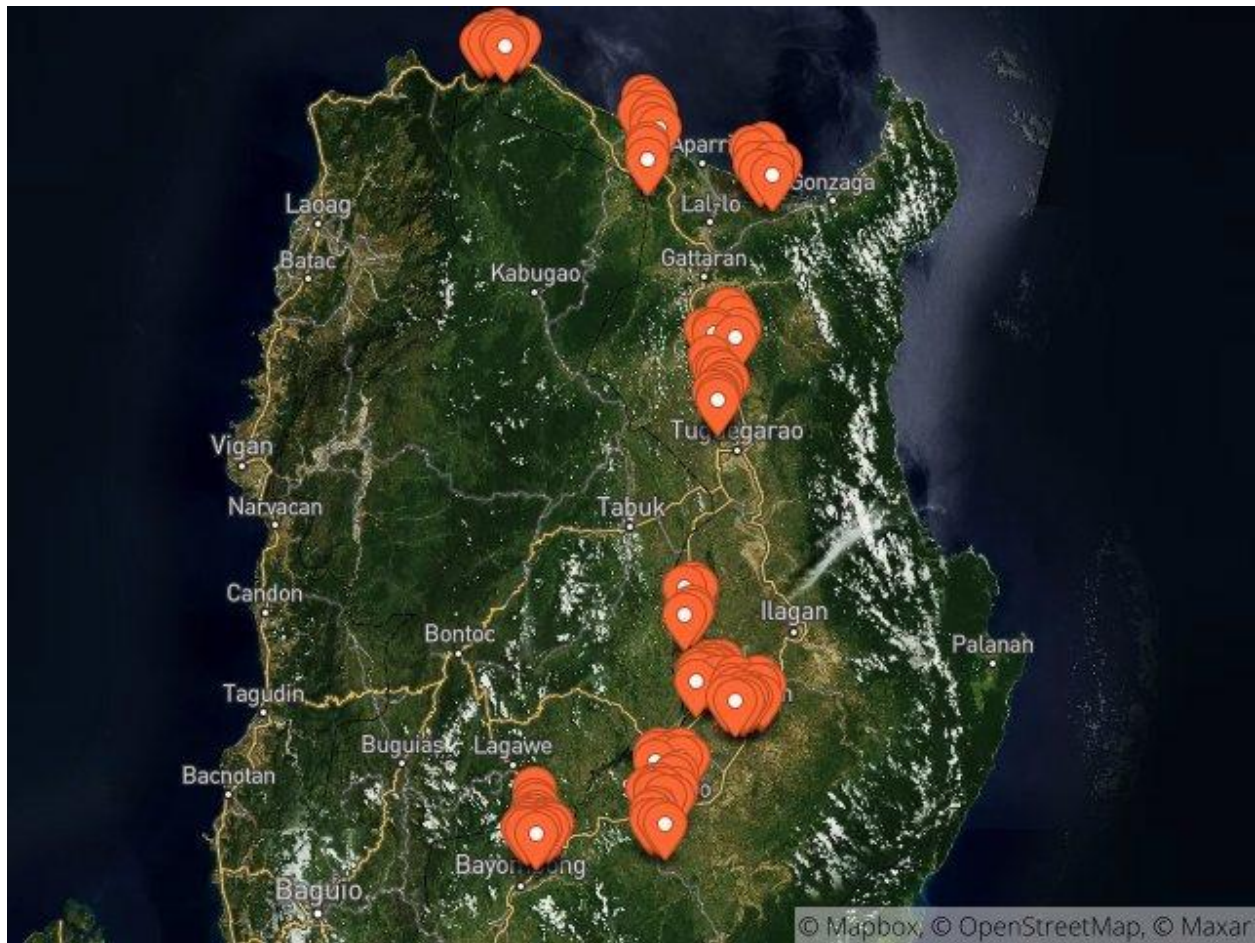 Aparri
Gonzaga
Laoag
Lal-lo
Batac
Gattaran
Kabugao
Vigan
Narvacan
Tabuk
Candon
Ilagan
Bontoc
Palanan
Tagudin
Buguias
Lagawe
Bacnotan
Baguio
© Mapbox, © OpenStreetMap, © Maxar